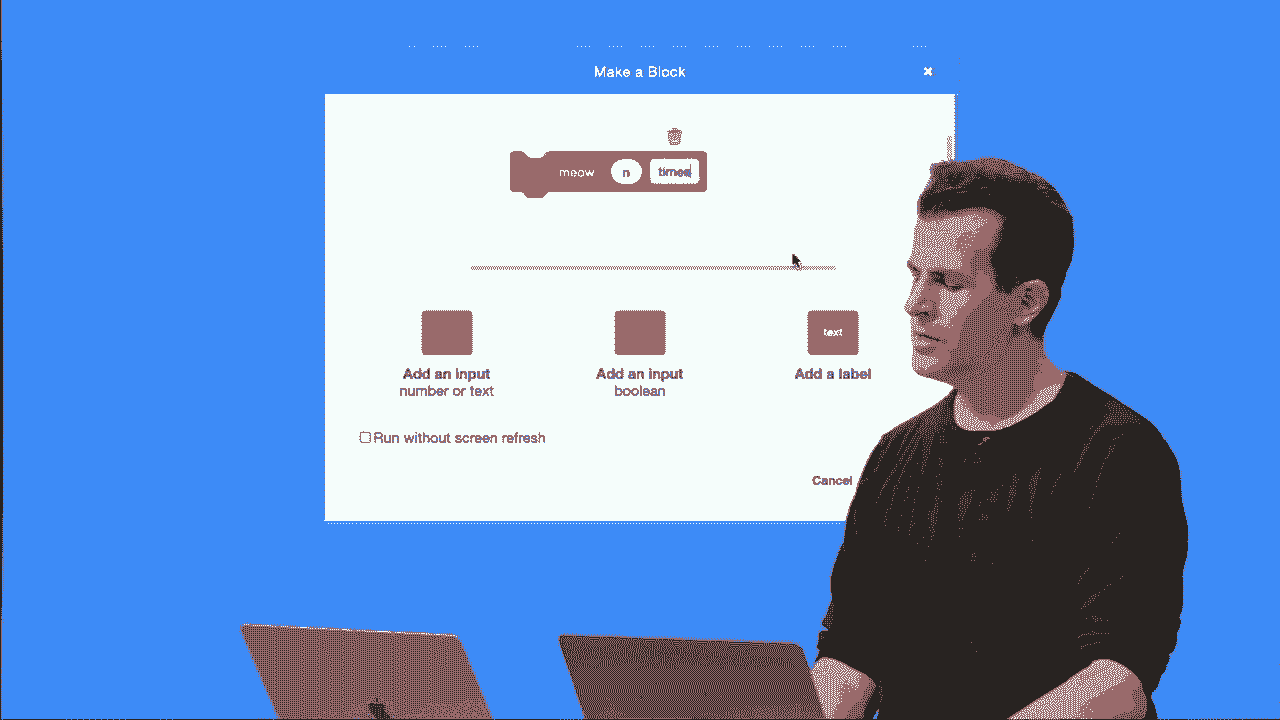 Make a Block
meow n times
text
Add an input Add an input Add a label
number or text boolean
Run without screen refresh
Cancel